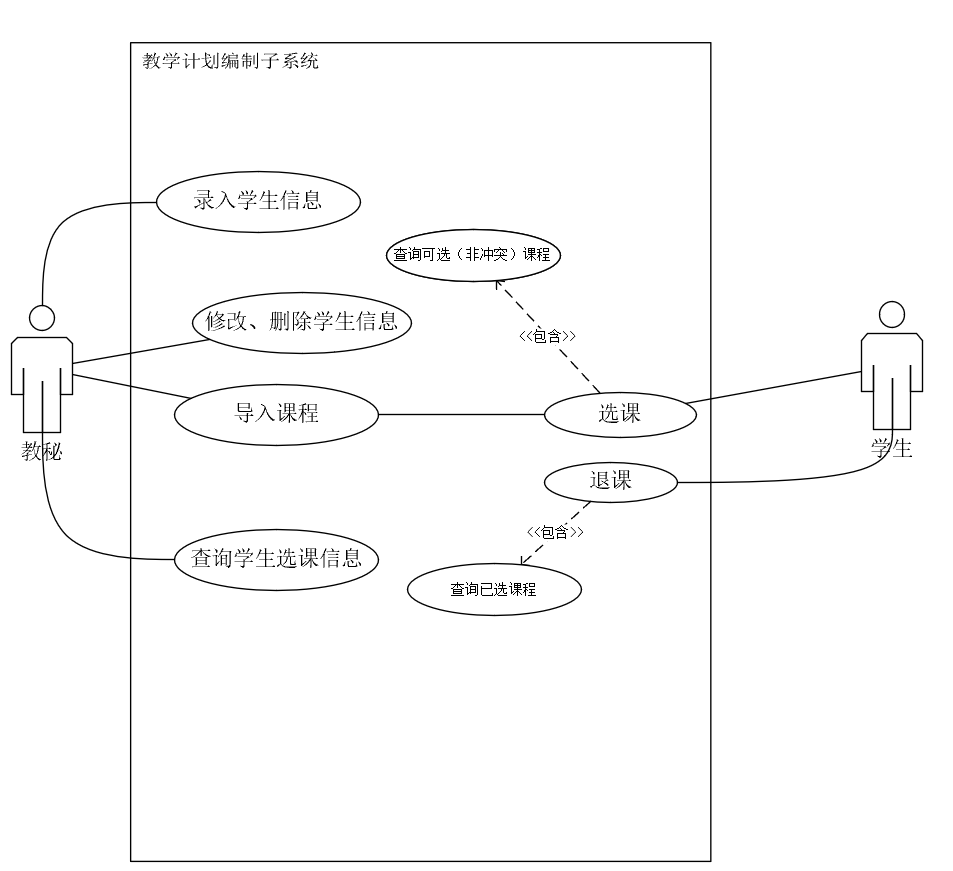 教学计划编制子系统
录入学生信息
查询可选（非冲突）课程
修改、删除学生信息
<<包含>>
导入课程
选课
教秘
学生
退课
<<包含>>
查询学生选课信息
查询已选课程